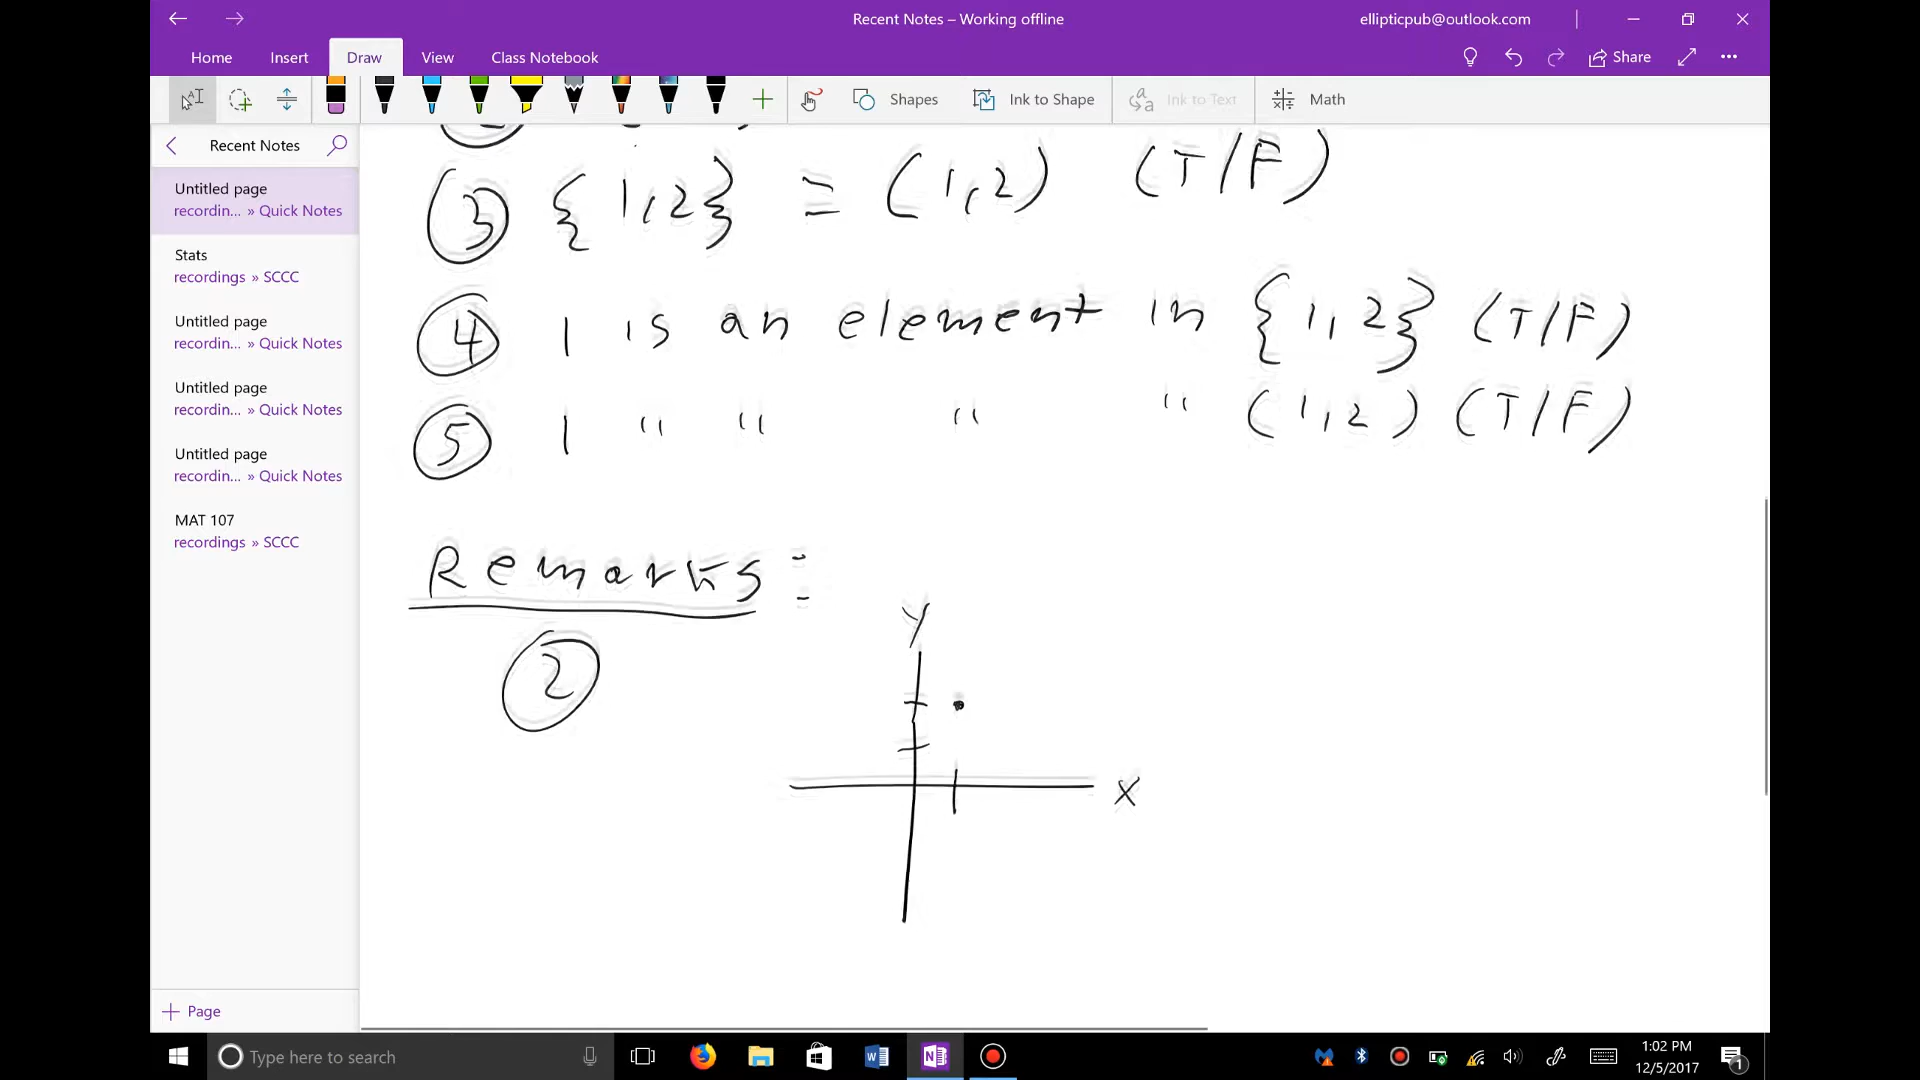 Recent Notes – Working offline
ellipticpub@outlook.com
Home Insert Draw View Class Notebook
Share
Shapes Ink to Shape Ink to Text Math
Recent Notes
Untitled page
recordin... » Quick Notes
Stats
recordings » SCCC
Untitled page
recordin... » Quick Notes
Untitled page
recordin... » Quick Notes
Untitled page
recordin... » Quick Notes
MAT 107
recordings » SCCC
+ Page
③ {1,2} = (1,2) (T/F)
④ 1 is an element in {1,2} (T/F)
⑤ 1 " " " " (1,2) (T/F)
Remarks:
②
y
x
Type here to search
1:02 PM
12/5/2017
1